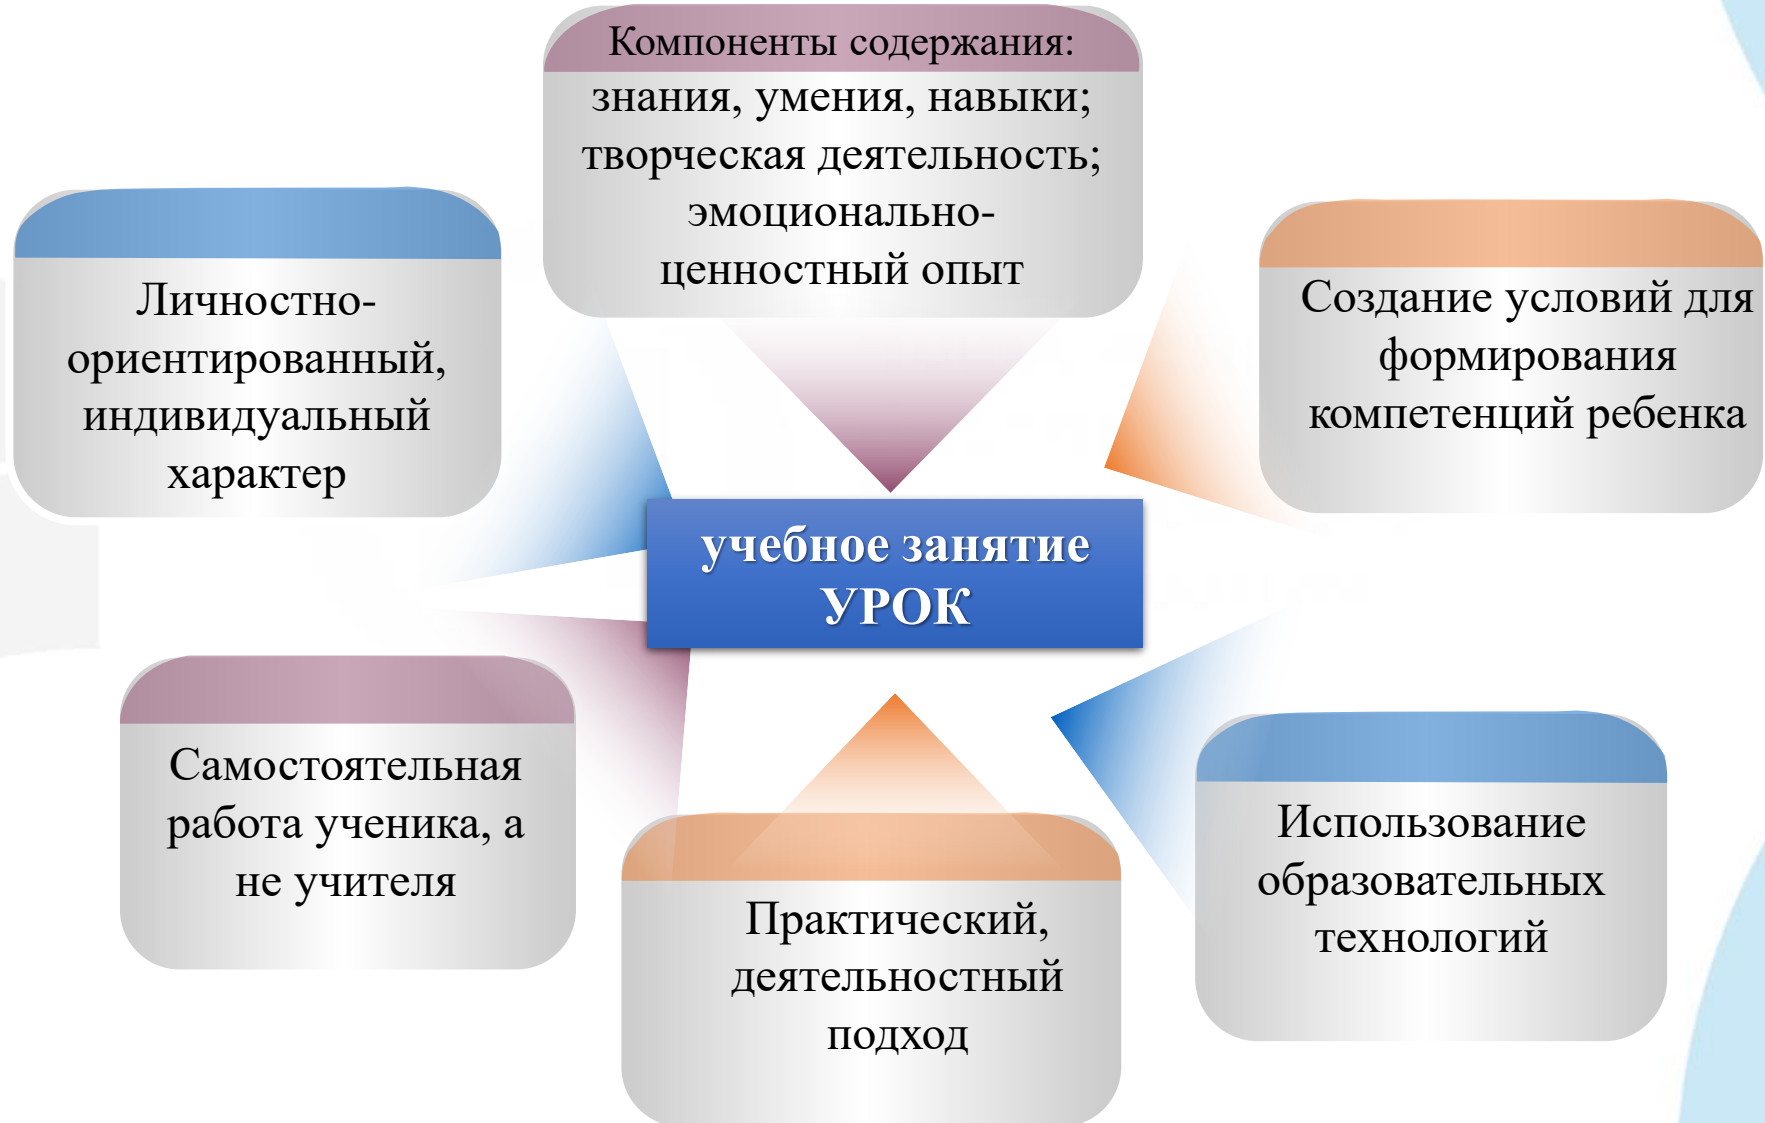 Компоненты содержания:
знания, умения, навыки;
творческая деятельность;
эмоционально-
ценностный опыт
Личностно-
ориентированный,
индивидуальный
характер
Создание условий для
формирования
компетенций ребенка
учебное занятие
УРОК
Самостоятельная
работа ученика, а
не учителя
Практический,
деятельностный
подход
Использование
образовательных
технологий